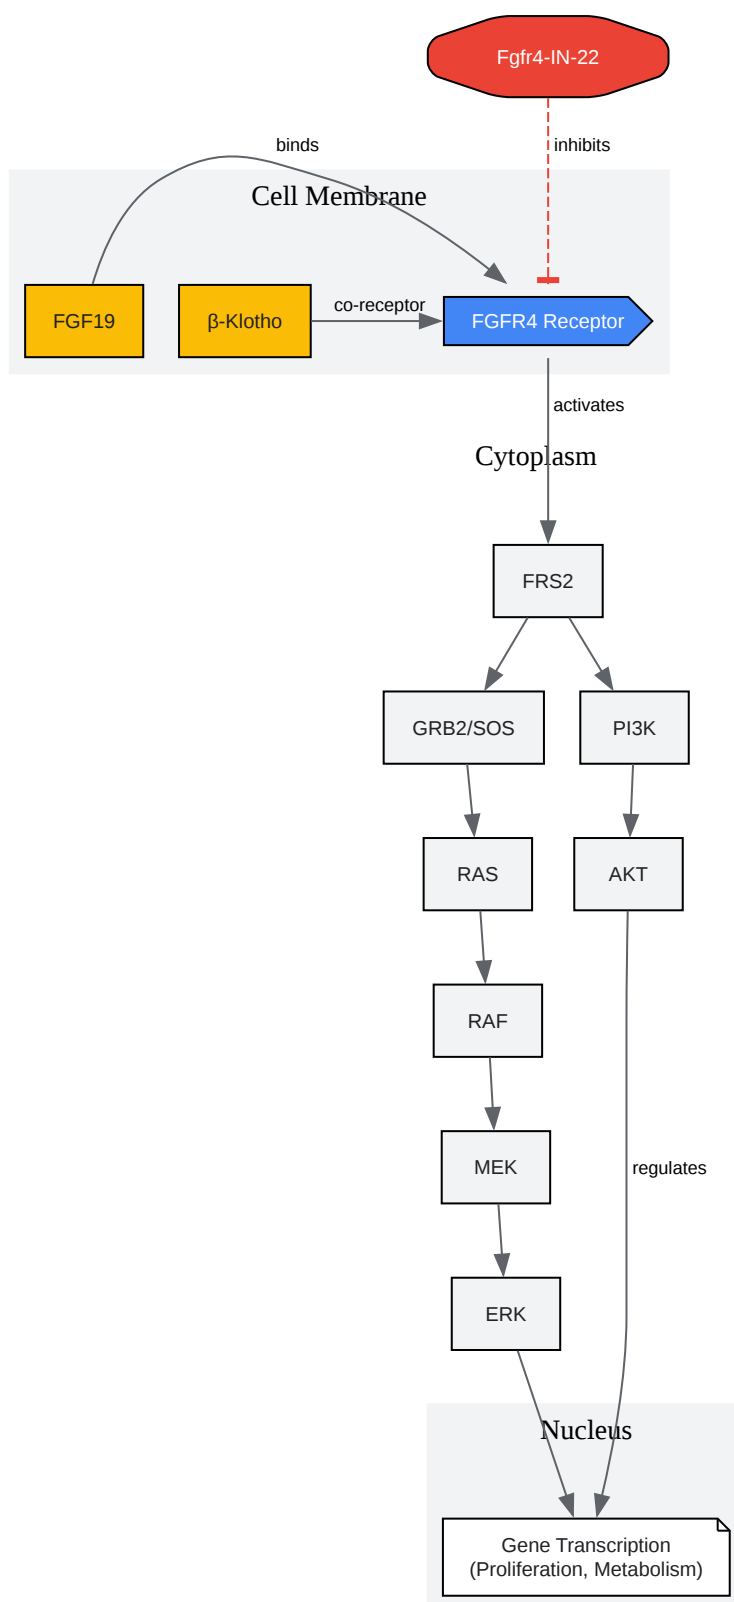 Fgfr4-IN-22
binds
inhibits
Cell Membrane
FGF19
β-Klotho
co-receptor
FGFR4 Receptor
activates
Cytoplasm
FRS2
GRB2/SOS
PI3K
RAS
AKT
RAF
MEK
regulates
ERK
Nucleus
Gene Transcription
(Proliferation, Metabolism)